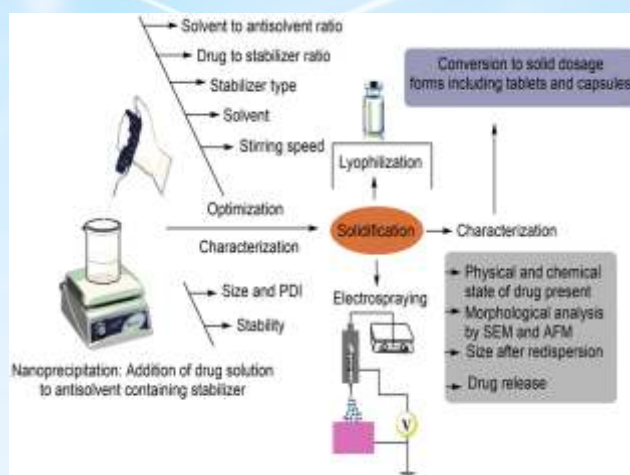 Solvent to antisolvent ratio
Drug to stabilizer ratio
Stabilizer type
Solvent
Stirring speed
Optimization
Characterization
Size and PDI
Stability
Nanoprecipitation: Addition of drug solution
to antisolvent containing stabilizer
Lyophilization
Solidification
Electrospraying
V
Conversion to solid dosage
forms including tablets and capsules
Characterization
Physical and chemical
state of drug present
Morphological analysis
by SEM and AFM
Size after redispersion
Drug release